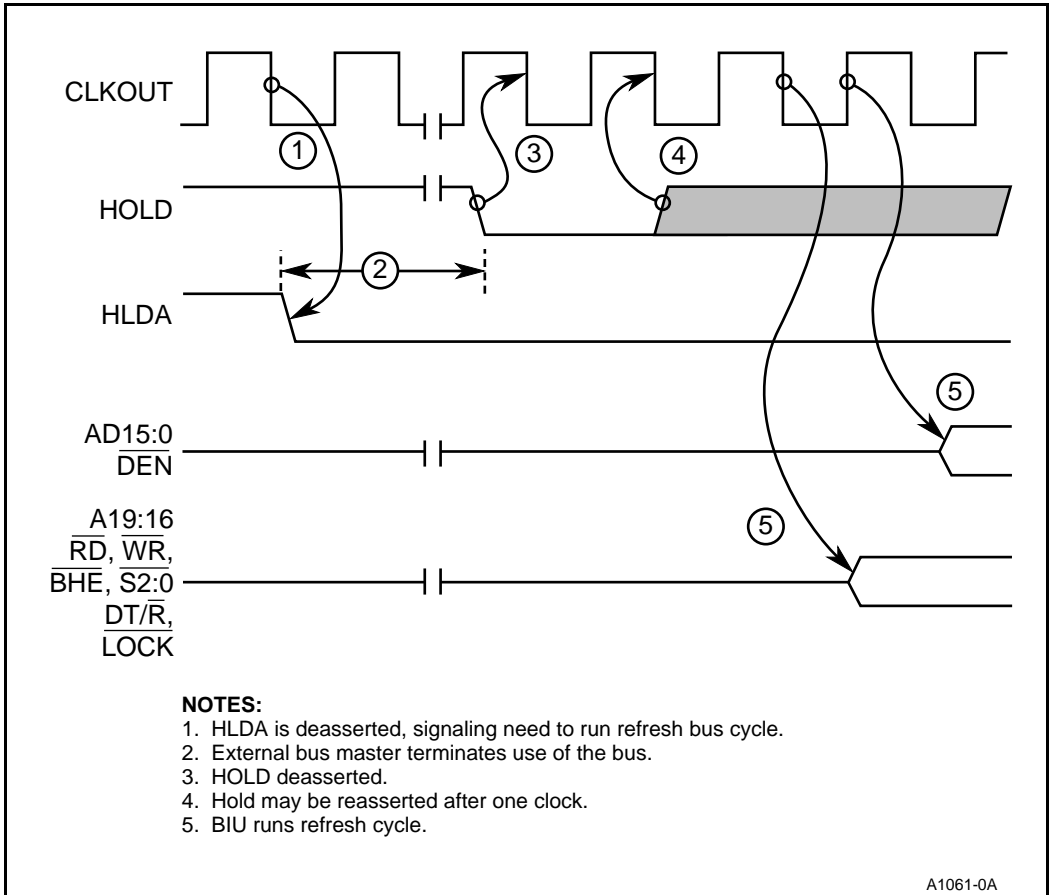 CLKOUT
1
3
4
HOLD
2
HLDA
5
AD15:0
DEN
A19:16
RD, WR,
BHE, S2:0
DT/R,
LOCK
5
NOTES:
1. HLDA is deasserted, signaling need to run refresh bus cycle.
2. External bus master terminates use of the bus.
3. HOLD deasserted.
4. Hold may be reasserted after one clock.
5. BIU runs refresh cycle.
A1061-0A